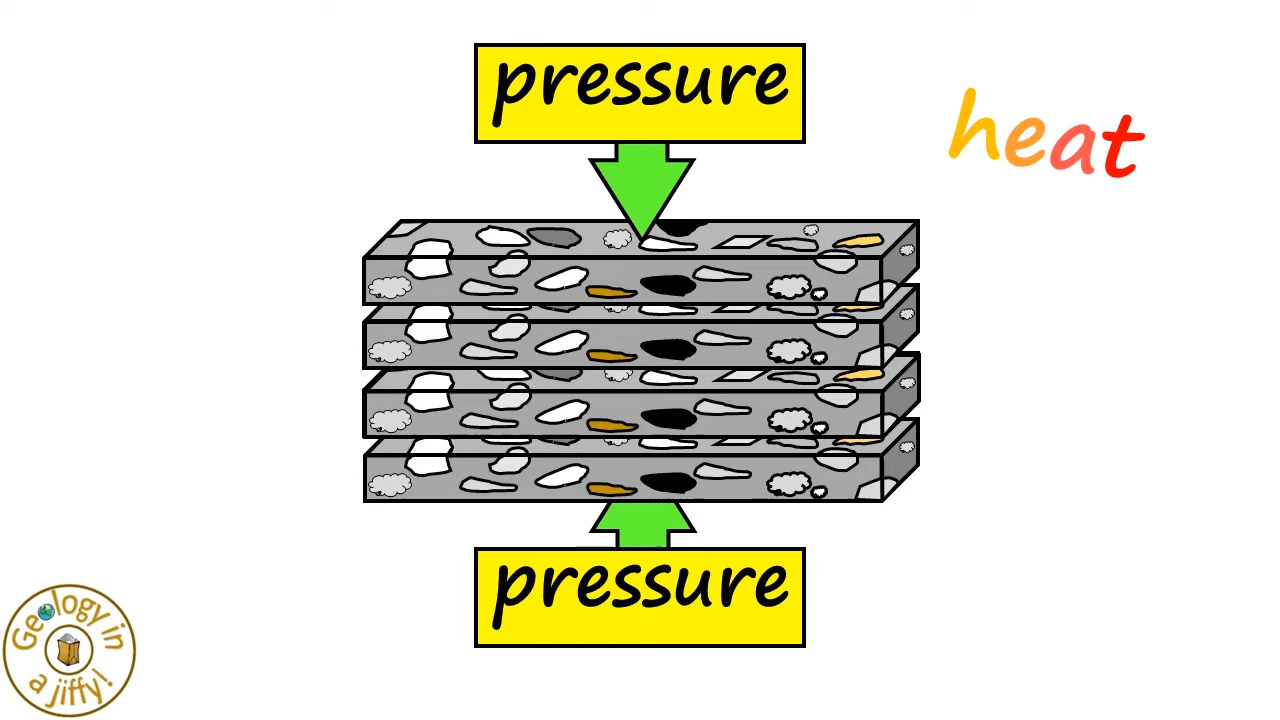 pressure
heat
pressure
Geology in
a jiffy!